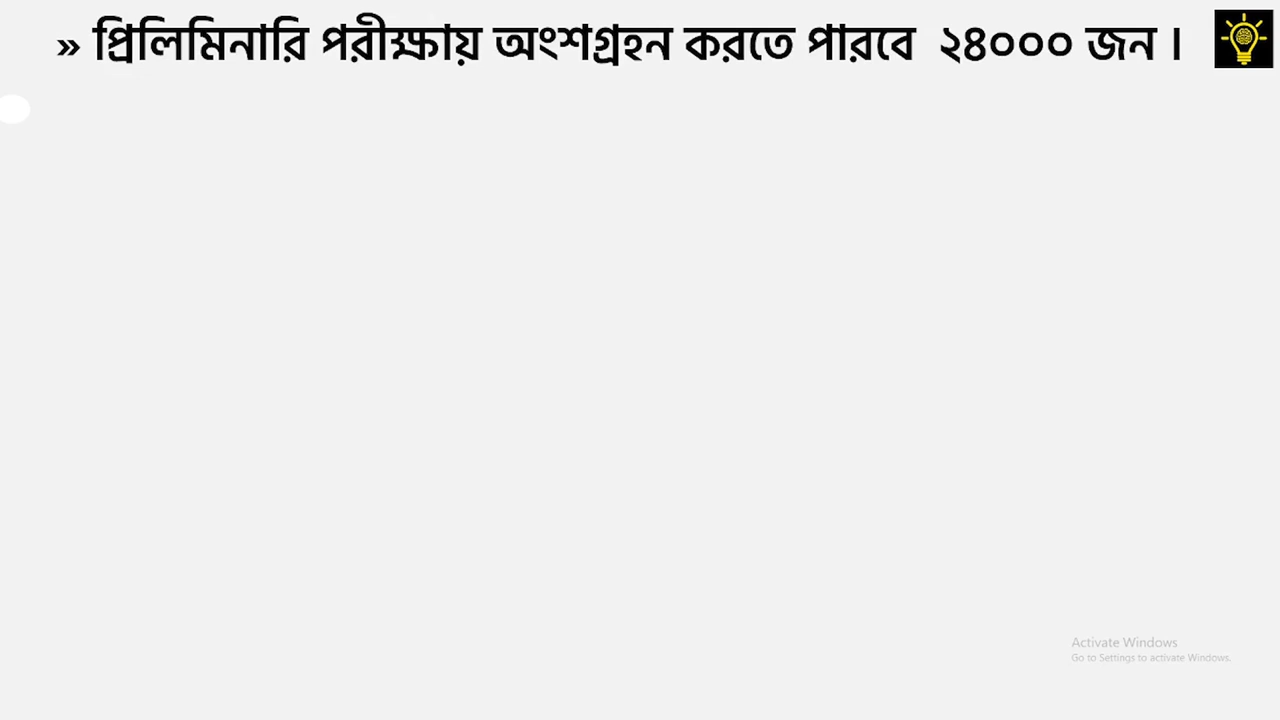 » প্রিলিমিনারি পরীক্ষায় অংশগ্রহন করতে পারবে ২৪০০০ জন ।
Activate Windows
Go to Settings to activate Windows.